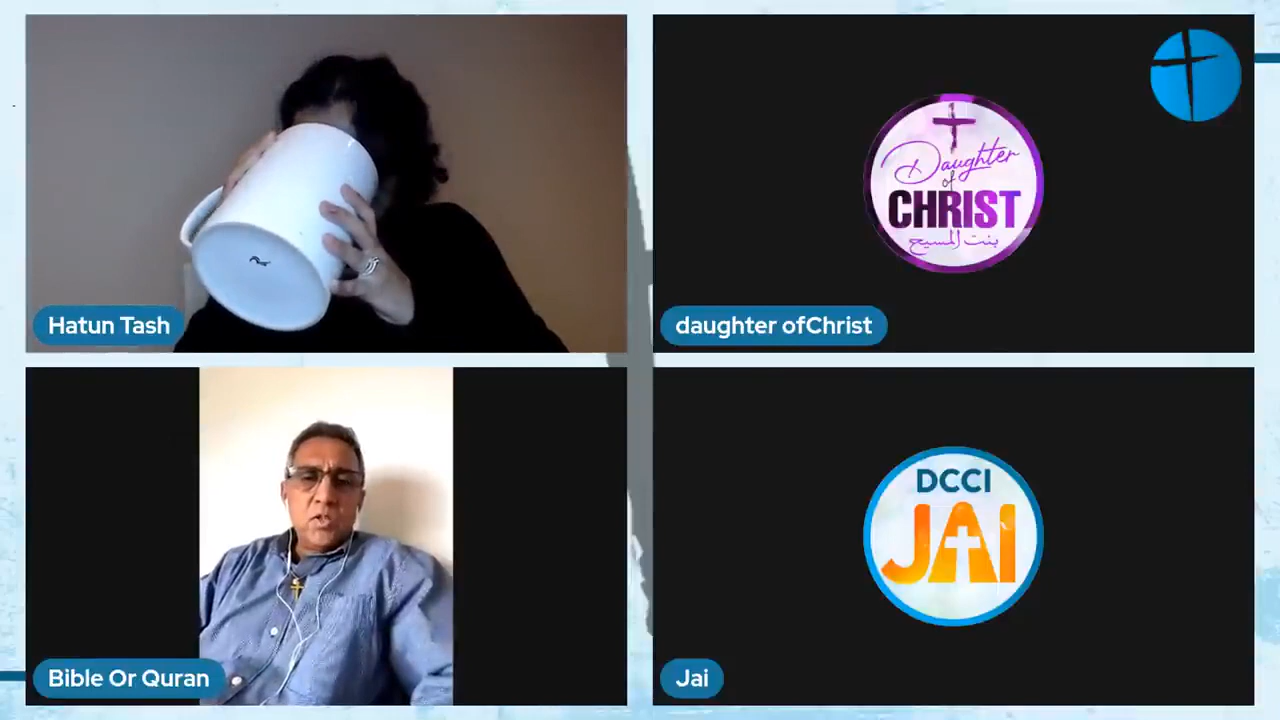 Hatun Tash
Daughter
of
CHRIST
بنت المسيح
daughter ofChrist
Bible Or Quran
DCCI
JAI
Jai